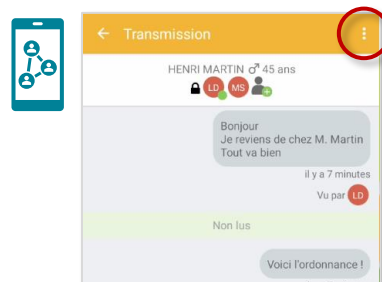 Transmission
HENRI MARTIN ♂ 45 ans
LD MS
Bonjour
Je reviens de chez M. Martin
Tout va bien
il y a 7 minutes
Vu par LD
Non lus
Voici l'ordonnance !